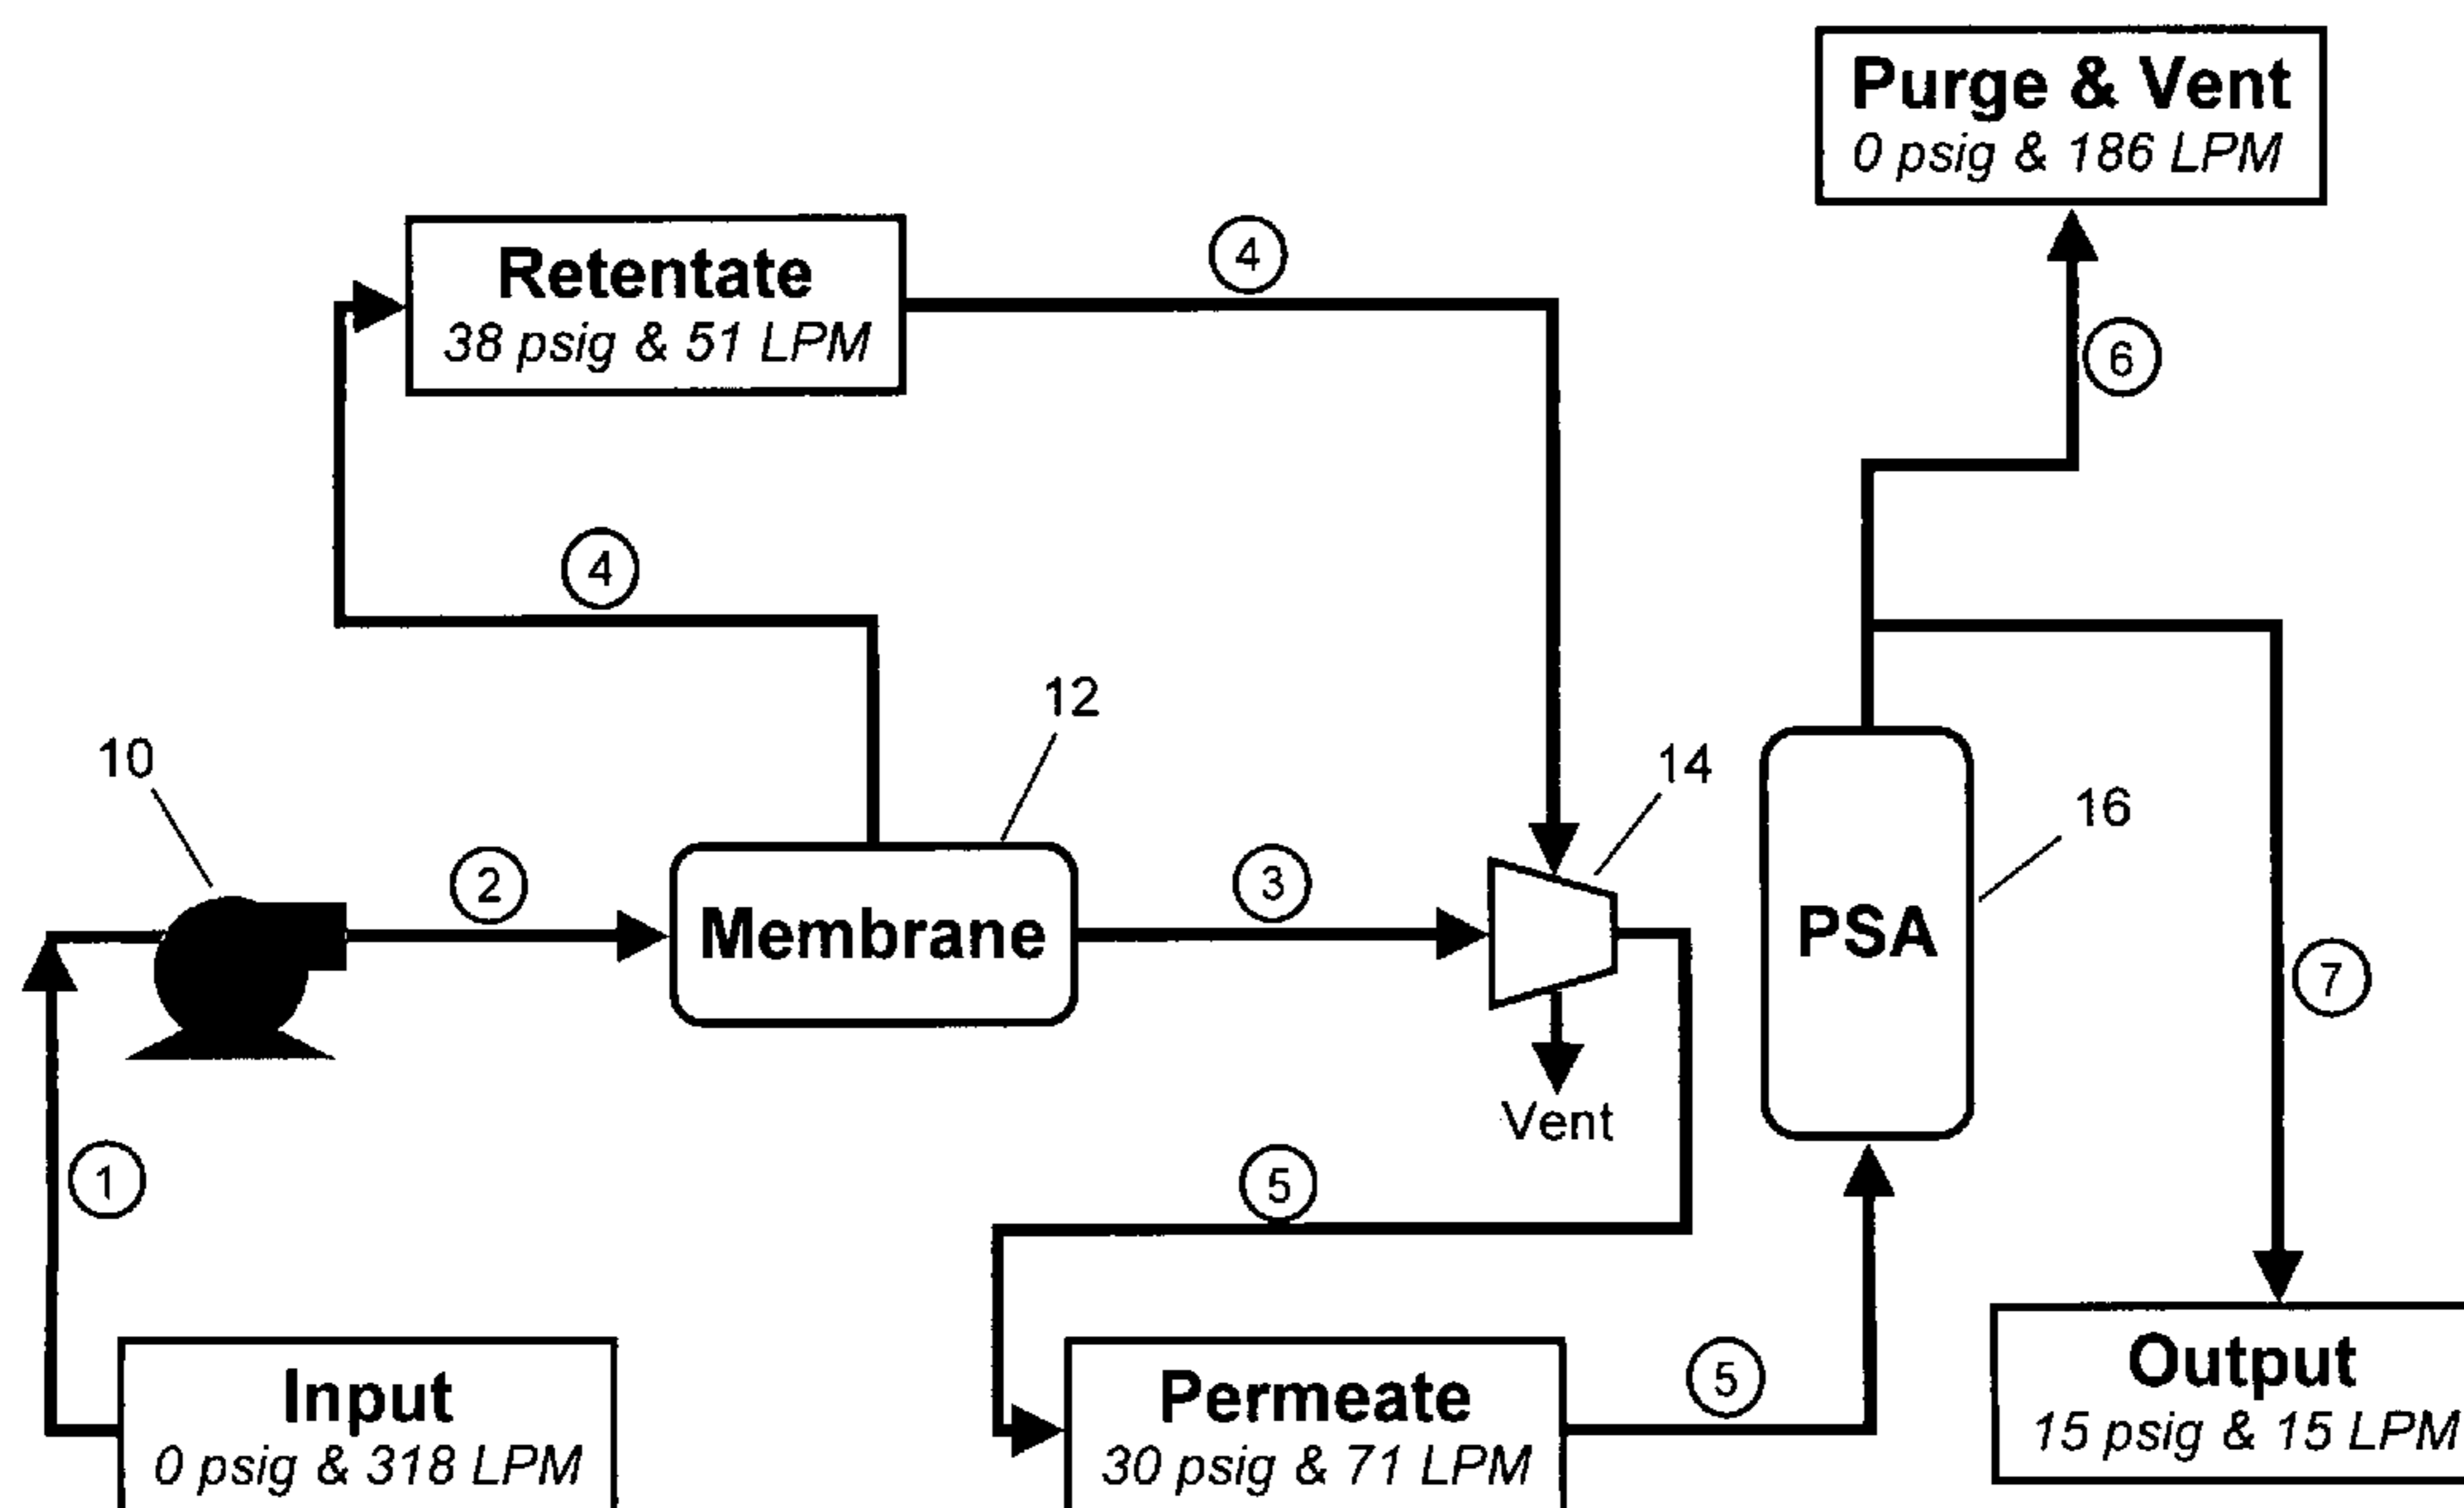 Purge & Vent
0 psig & 186 LPM
Retentate
38 psig & 51 LPM
4
6
4
12
10
14
16
2
3
Membrane
PSA
7
Vent
1
5
5
Input
0 psig & 318 LPM
Permeate
30 psig & 71 LPM
Output
15 psig & 15 LPM